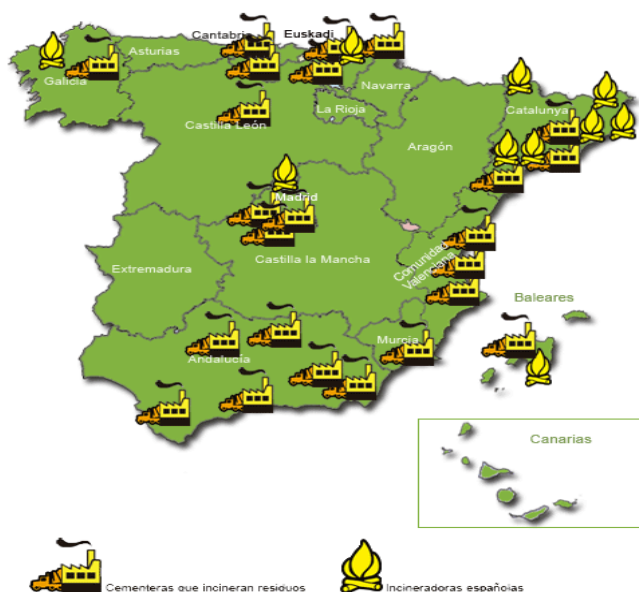 Cantabria
Euskadi
Asturias
Galicia
Navarra
La Rioja
Catalunya
Castilla León
Aragón
Madrid
Castilla la Mancha
Comunidad
Valenciana
Extremadura
Baleares
Murcia
Andalucía
Canarias
Cementeras que incineran residuos
Incineradoras españolas